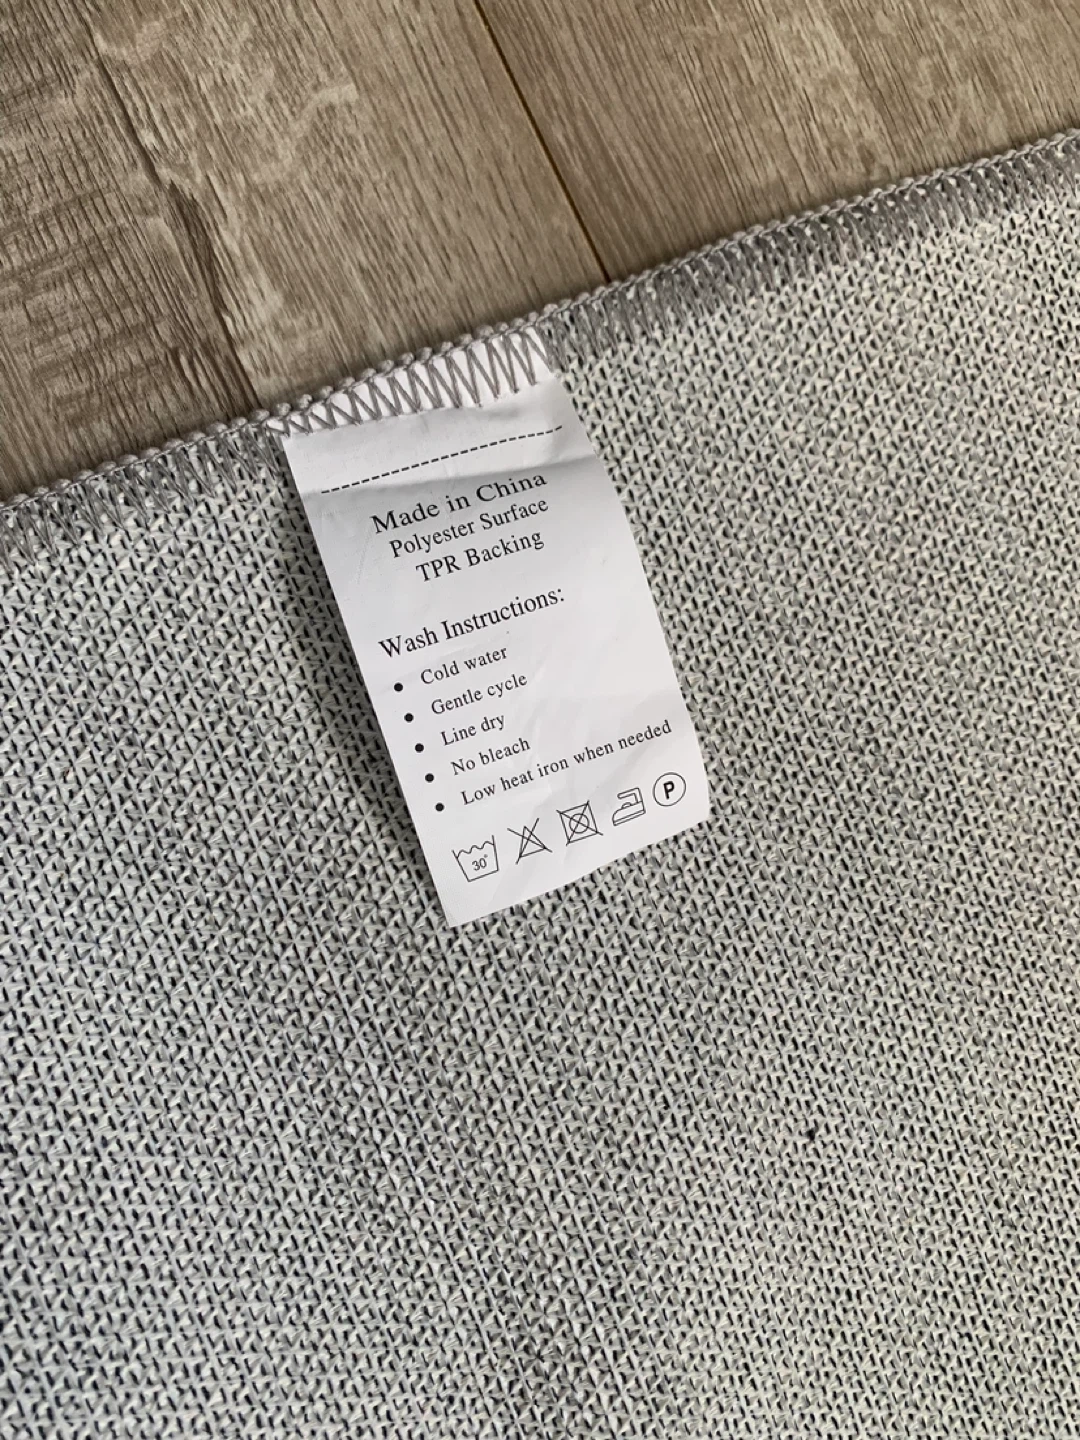 Made in China
Polyester Surface
TPR Backing
Wash Instructions:
• Cold water
• Gentle cycle
• Line dry
• No bleach
• Low heat iron when needed
30° P